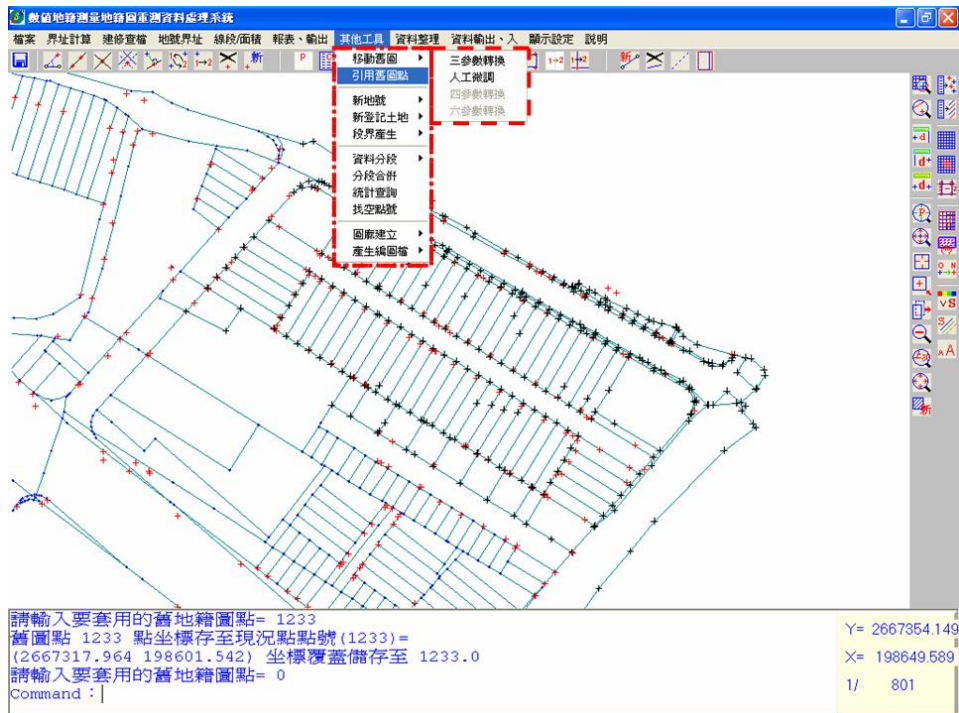 數值地籍測量地籍圖重測資料處理系統
檔案 界址計算 建修查檔 地號界址 線段/面積 報表、輸出 其他工具 資料整理 資料輸出、入 顯示設定 說明
移動舊圖
引用舊圖點
新地號
新登記土地
段界產生
資料分段
分段合併
統計查詢
找空點號
圖廓建立
產生編圖檔
三參數轉換
人工微調
四參數轉換
六參數轉換
請輸入要套用的舊地籍圖點= 1233
舊圖點 1233 點坐標存至現況點點號(1233)=
(2667317.964 198601.542) 坐標覆蓋儲存至 1233.0
請輸入要套用的舊地籍圖點= 0
Command：
Y= 2667354.149
X= 198649.589
1/ 801